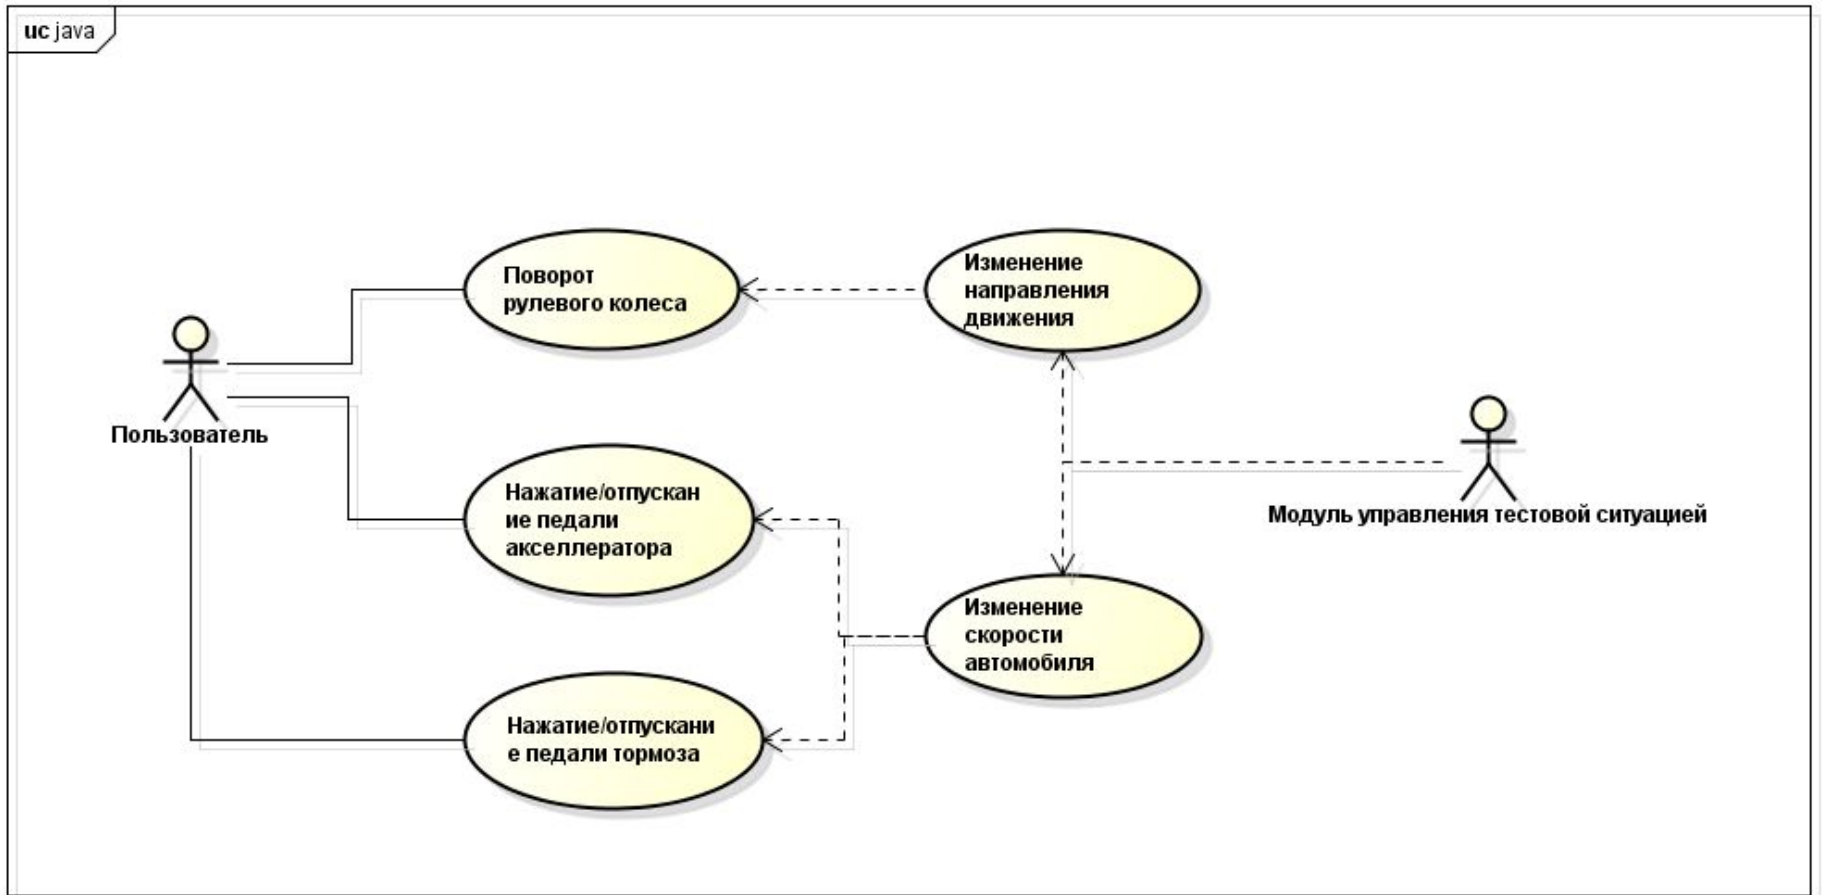 uc java
Поворот
рулевого колеса
Изменение
направления
движения
Пользователь
Нажатие/отпускан
ие педали
акселлератора
Модуль управления тестовой ситуацией
Изменение
скорости
автомобиля
Нажатие/отпускани
е педали тормоза